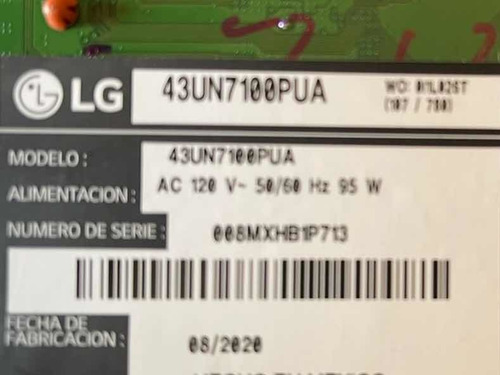 LG 43UN7100PUA WO: 01L026T
(107 / 780)
MODELO: 43UN7100PUA
ALIMENTACION: AC 120 V~ 50/60 Hz 95 W
NUMERO DE SERIE: 008MXHB1P713
FECHA DE
FABRICACION: 08/2020